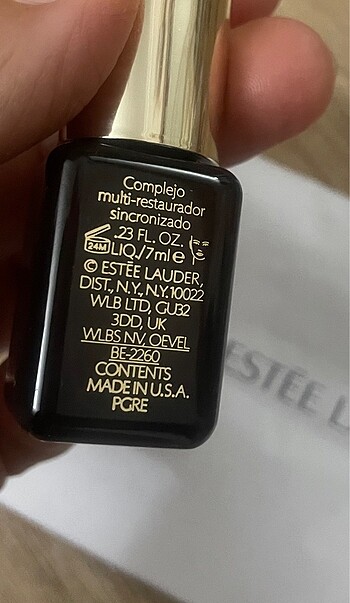 Complejo
multi-restaurador
sincronizado
24M .23 FL. OZ.
LIQ./7ml e
© ESTĒE LAUDER,
DIST., N.Y., N.Y. 10022
WLB LTD, GU32
3DD, UK
WLBS NV, OEVEL
BE-2260
CONTENTS
MADE IN U.S.A.
PGRE
ESTĒE L